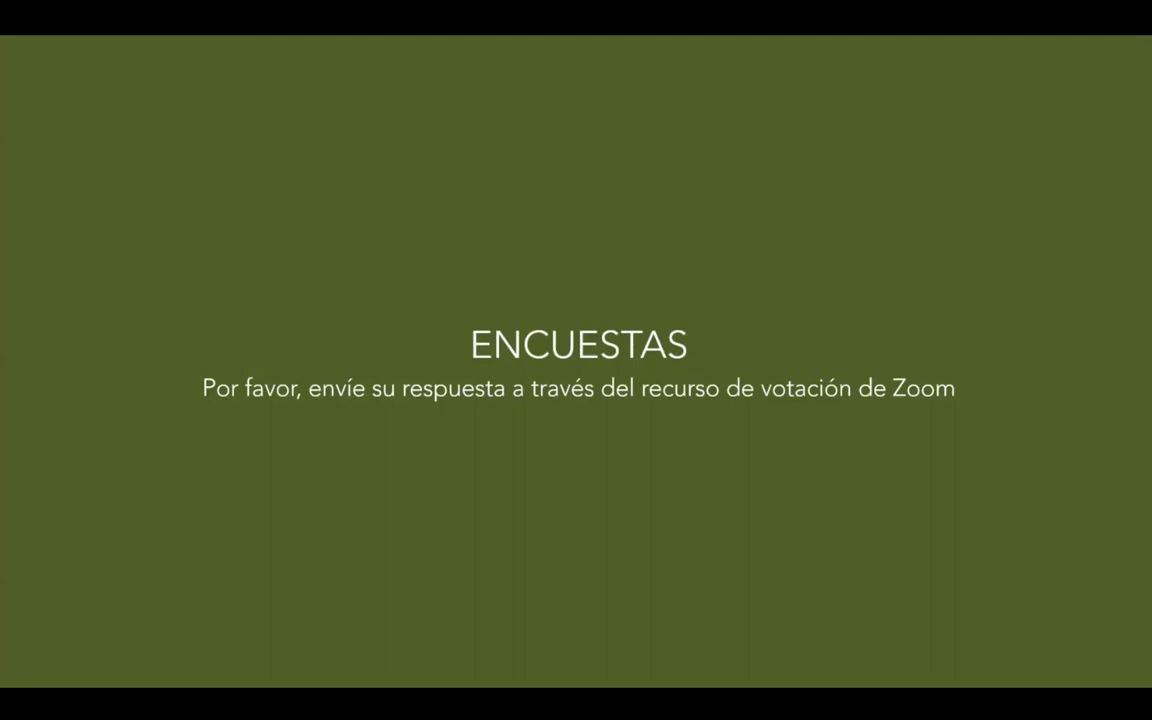 ENCUESTAS
Por favor, envíe su respuesta a través del recurso de votación de Zoom